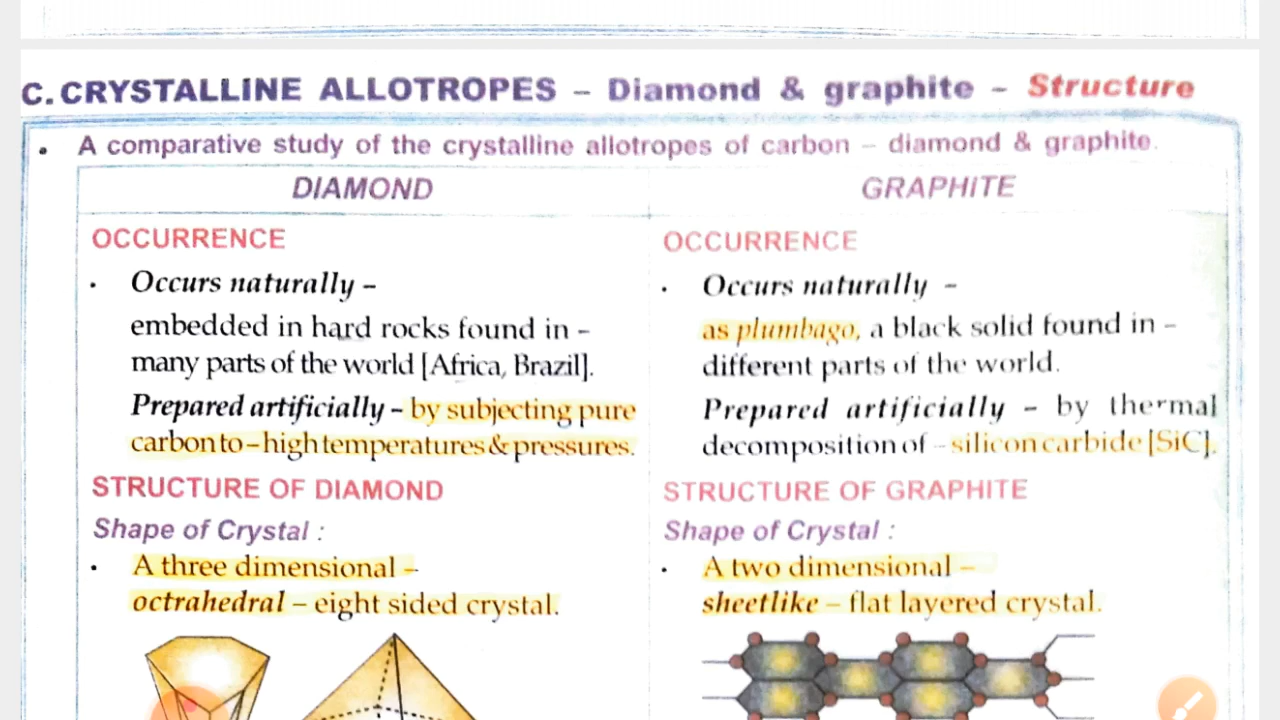 C. CRYSTALLINE ALLOTROPES – Diamond & graphite – Structure
• A comparative study of the crystalline allotropes of carbon – diamond & graphite.
DIAMOND
OCCURRENCE
• Occurs naturally –
embedded in hard rocks found in –
many parts of the world [Africa, Brazil].
Prepared artificially – by subjecting pure
carbon to – high temperatures & pressures.
STRUCTURE OF DIAMOND
Shape of Crystal :
• A three dimensional –
octrahedral – eight sided crystal.
GRAPHITE
OCCURRENCE
• Occurs naturally –
as plumbago, a black solid found in –
different parts of the world.
Prepared artificially – by thermal
decomposition of – silicon carbide [SiC].
STRUCTURE OF GRAPHITE
Shape of Crystal :
• A two dimensional –
sheetlike – flat layered crystal.